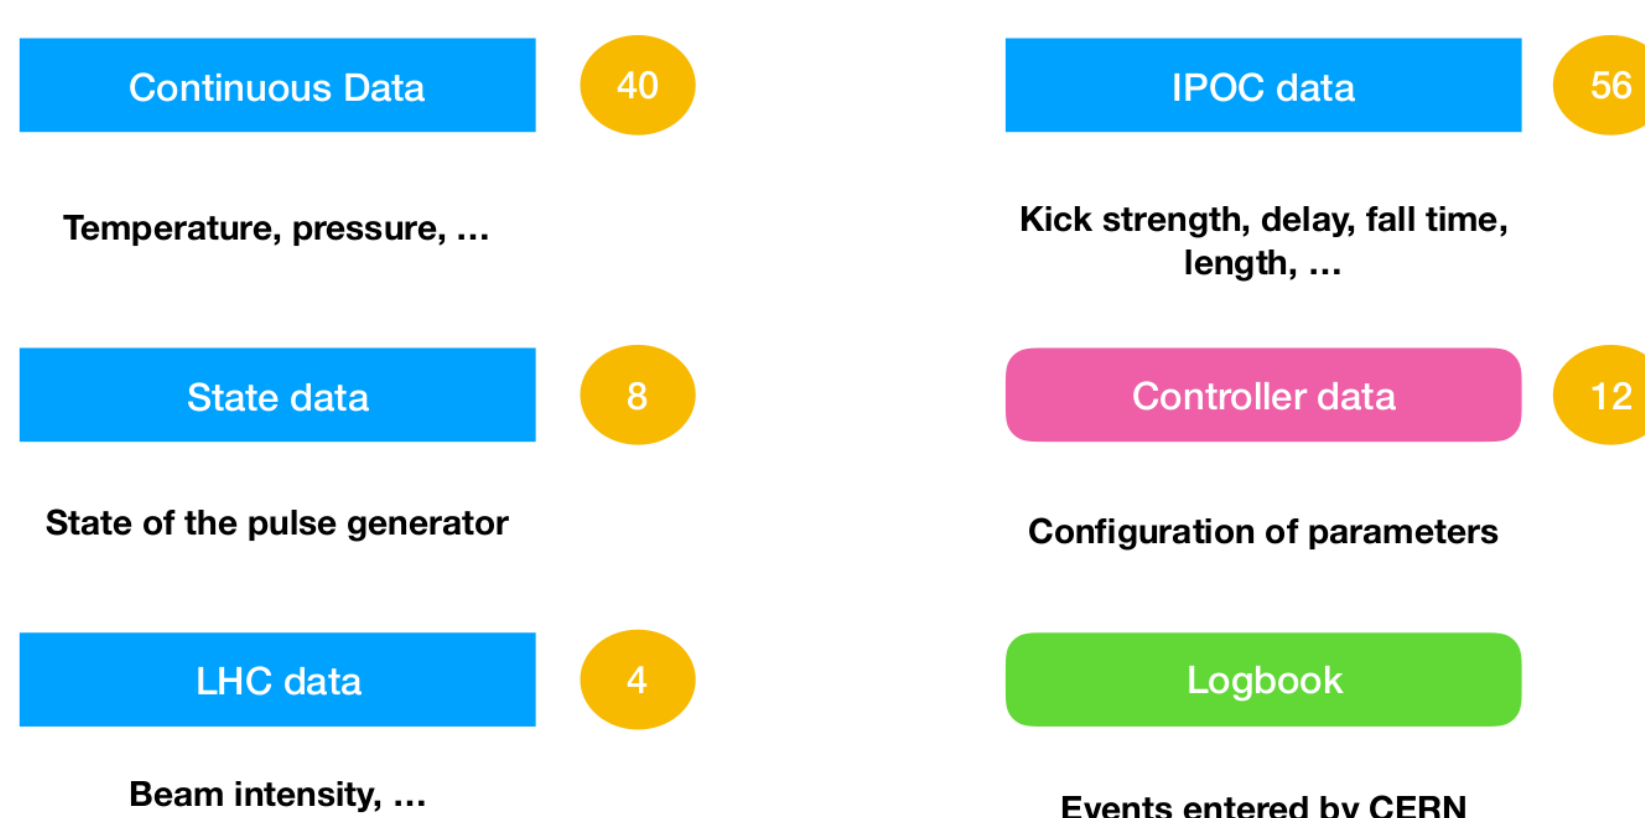 Continuous Data
40
IPOC data
56
Temperature, pressure, …
Kick strength, delay, fall time,
length, …
State data
8
Controller data
12
State of the pulse generator
Configuration of parameters
LHC data
4
Logbook
Beam intensity, …
Events entered by CERN